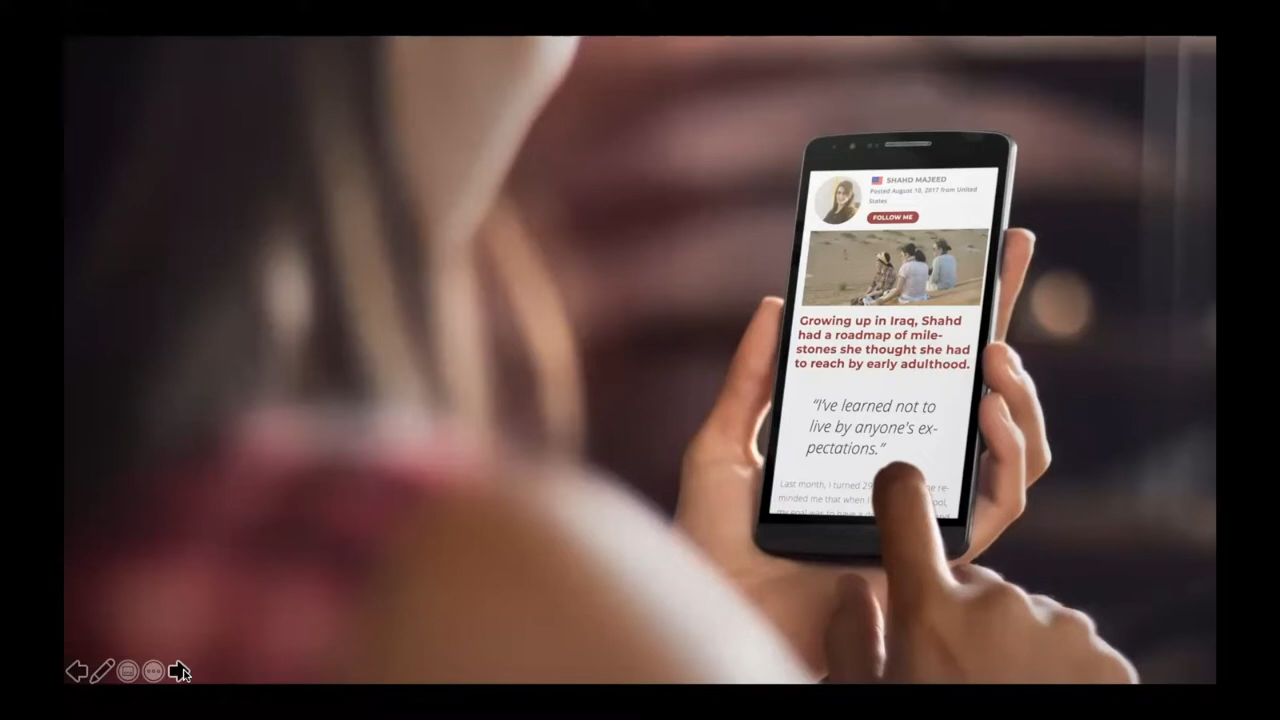 SHAHD MAJEED
Posted August 10, 2017 from United
States
FOLLOW ME
Growing up in Iraq, Shahd
had a roadmap of mile-
stones she thought she had
to reach by early adulthood.
“I've learned not to
live by anyone's ex-
pectations.”
Last month, I turned 29
minded me that when I